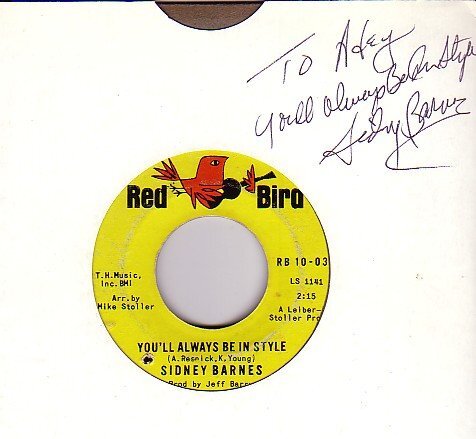 To Akey
You'll always Be In Style
Sidney Barnes
Red Bird
RB 10-03
T.M.Music,
Inc.BMI
LS 1141
2:15
Arr.by
Mike Stoller
A Leiber-
Stoller Pro
YOU'LL ALWAYS BE IN STYLE
(A.Resnick,K.Young)
SIDNEY BARNES
Prod by Jeff Barr